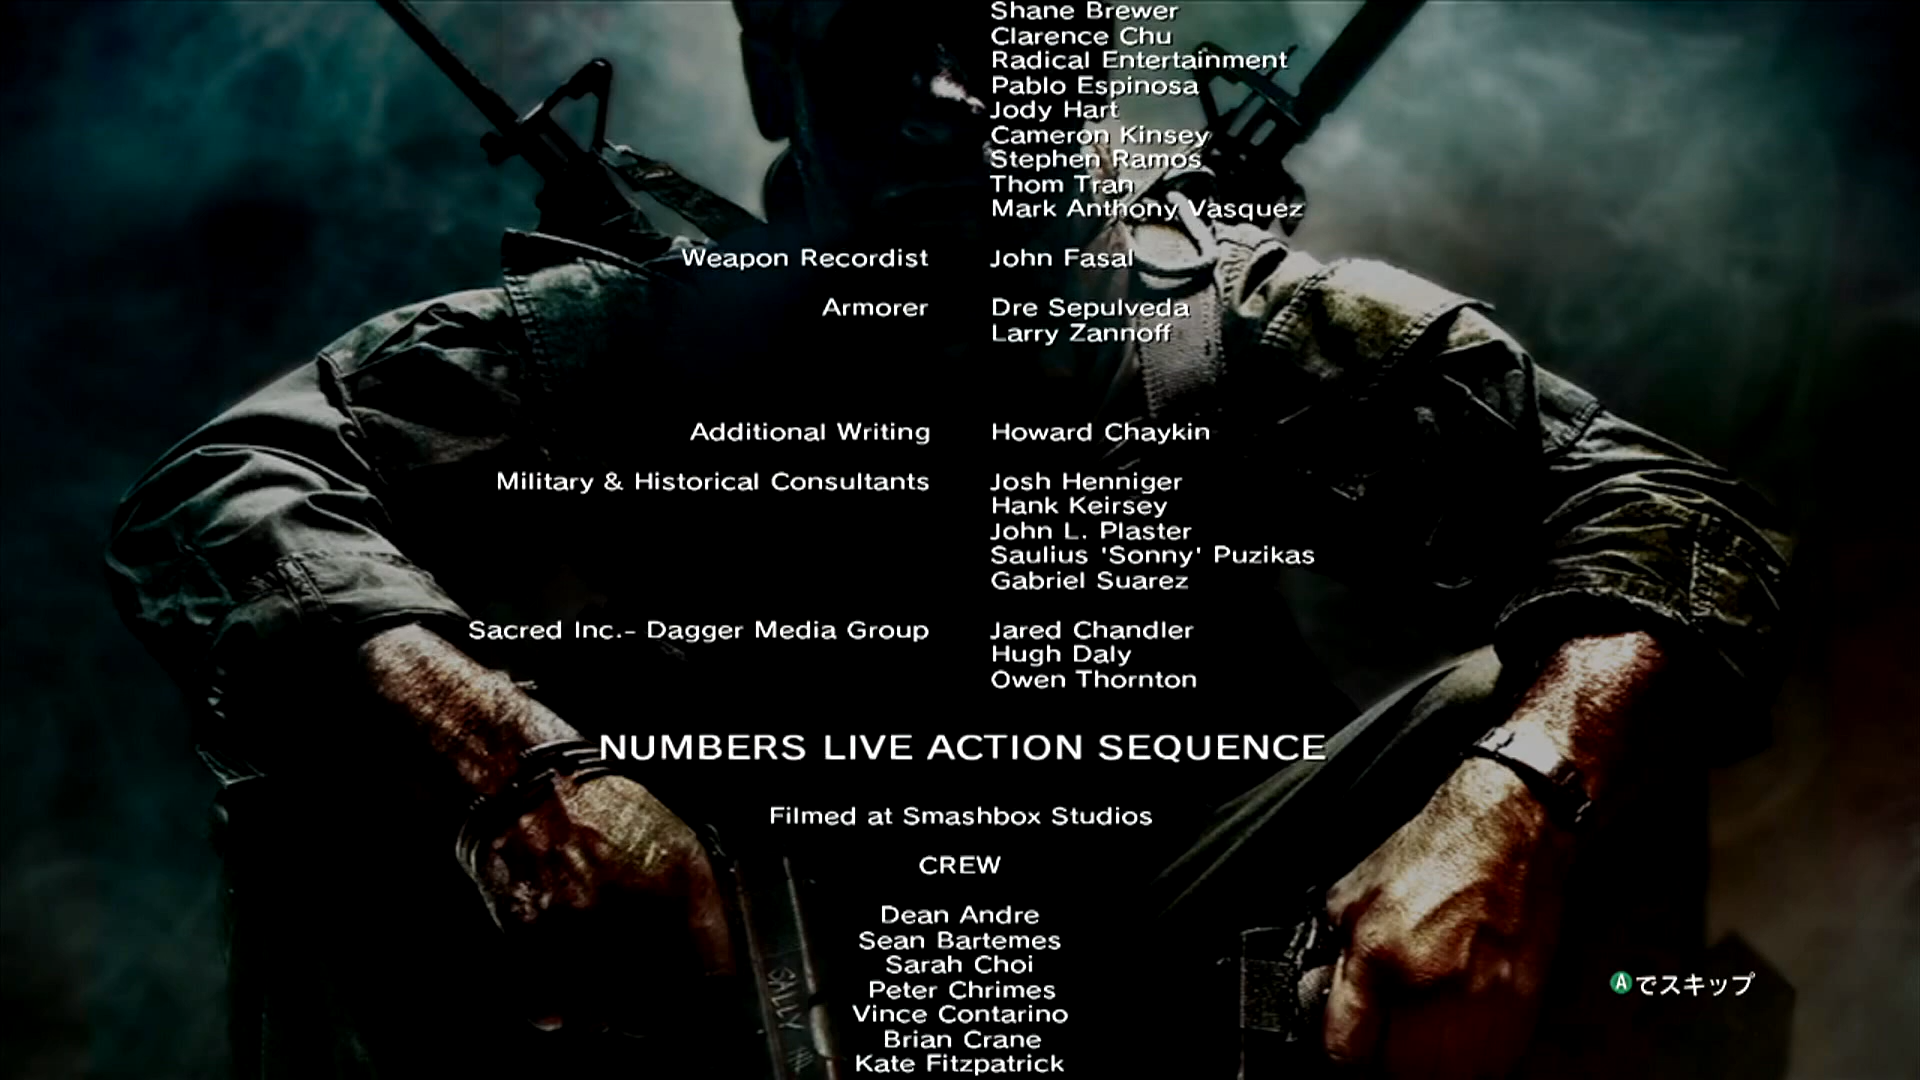 Shane Brewer
Clarence Chu
Radical Entertainment
Pablo Espinosa
Jody Hart
Cameron Kinsey
Stephen Ramos
Thom Tran
Mark Anthony Vasquez
Weapon Recordist John Fasal
Armorer Dre Sepulveda
Larry Zannoff
Additional Writing Howard Chaykin
Military & Historical Consultants Josh Henniger
Hank Keirsey
John L. Plaster
Saulius 'Sonny' Puzikas
Gabriel Suarez
Sacred Inc.- Dagger Media Group Jared Chandler
Hugh Daly
Owen Thornton
NUMBERS LIVE ACTION SEQUENCE
Filmed at Smashbox Studios
CREW
Dean Andre
Sean Bartemes
Sarah Choi
Peter Chrimes
Vince Contarino
Brian Crane
Kate Fitzpatrick
Aでスキップ
SALLY